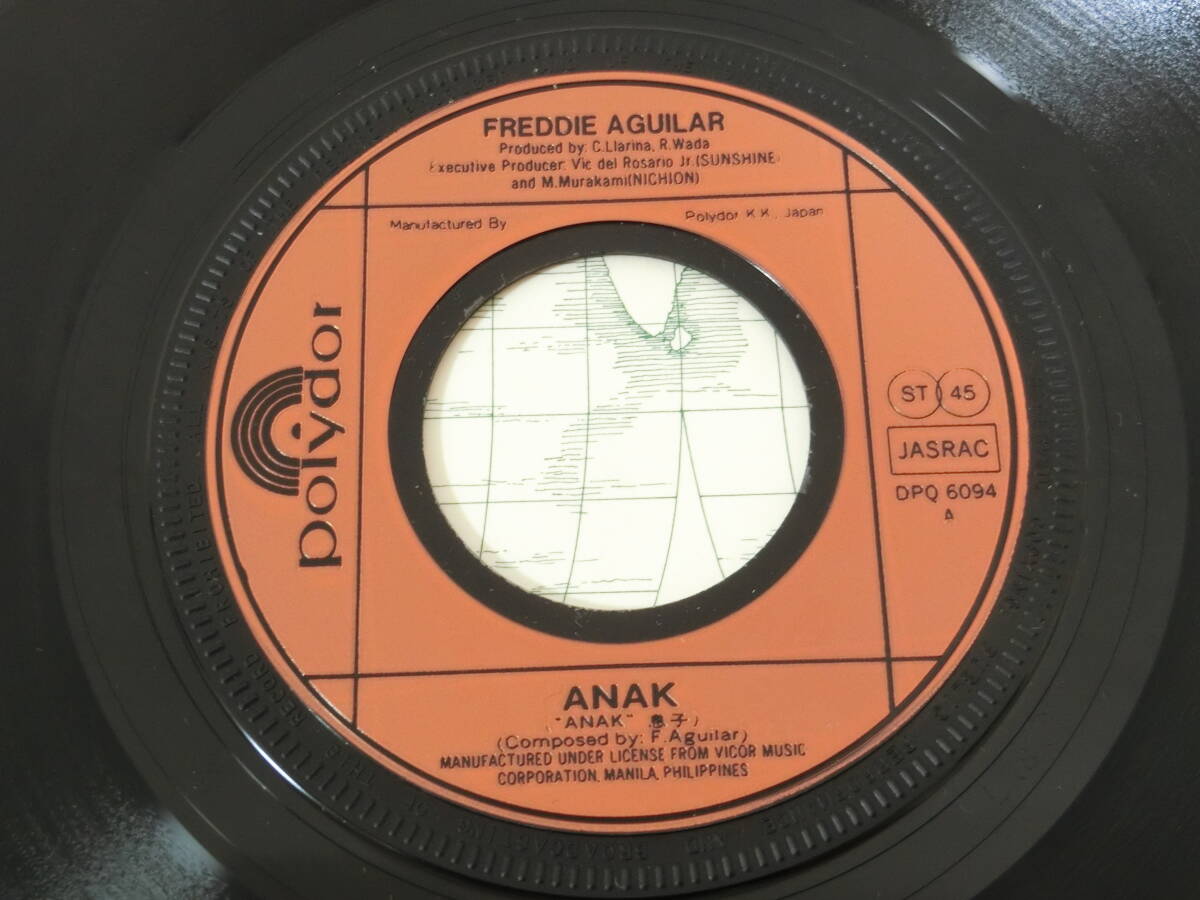 FREDDIE AGUILAR
Produced by: C.Llarina, R.Wada
Executive Producer: Vic del Rosario Jr.(SUNSHINE)
and M.Murakami(NICHION)
Manufactured By Polydor K.K., Japan
polydor
ST 45
JASRAC
DPQ 6094
A
ANAK
("ANAK" 息子)
(Composed by: F.Aguilar)
MANUFACTURED UNDER LICENSE FROM VICOR MUSIC
CORPORATION, MANILA, PHILIPPINES